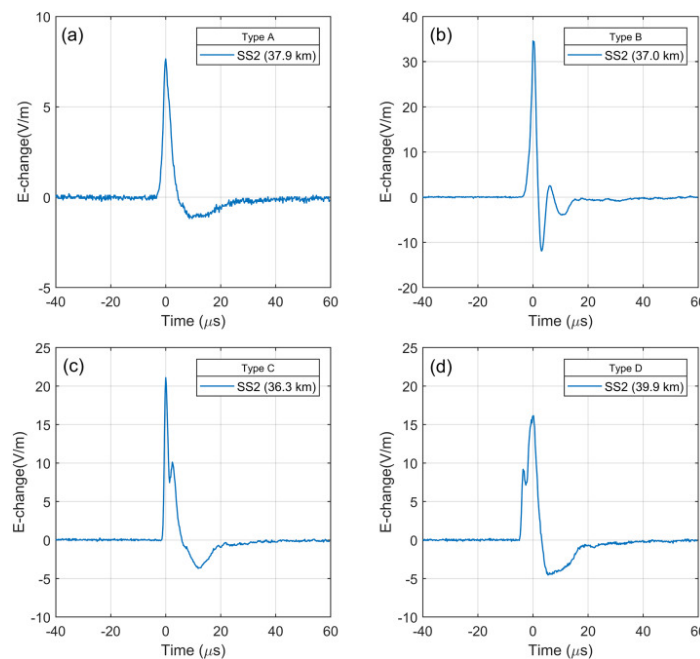 (a)
Type A
SS2 (37.9 km)
10
5
0
-5
E-change(V/m)
-40 -20 0 20 40 60
Time (μs)
(b)
Type B
SS2 (37.0 km)
40
30
20
10
0
-10
-20
E-change(V/m)
-40 -20 0 20 40 60
Time (μs)
(c)
Type C
SS2 (36.3 km)
25
20
15
10
5
0
-5
-10
E-change(V/m)
-40 -20 0 20 40 60
Time (μs)
(d)
Type D
SS2 (39.9 km)
25
20
15
10
5
0
-5
-10
E-change(V/m)
-40 -20 0 20 40 60
Time (μs)